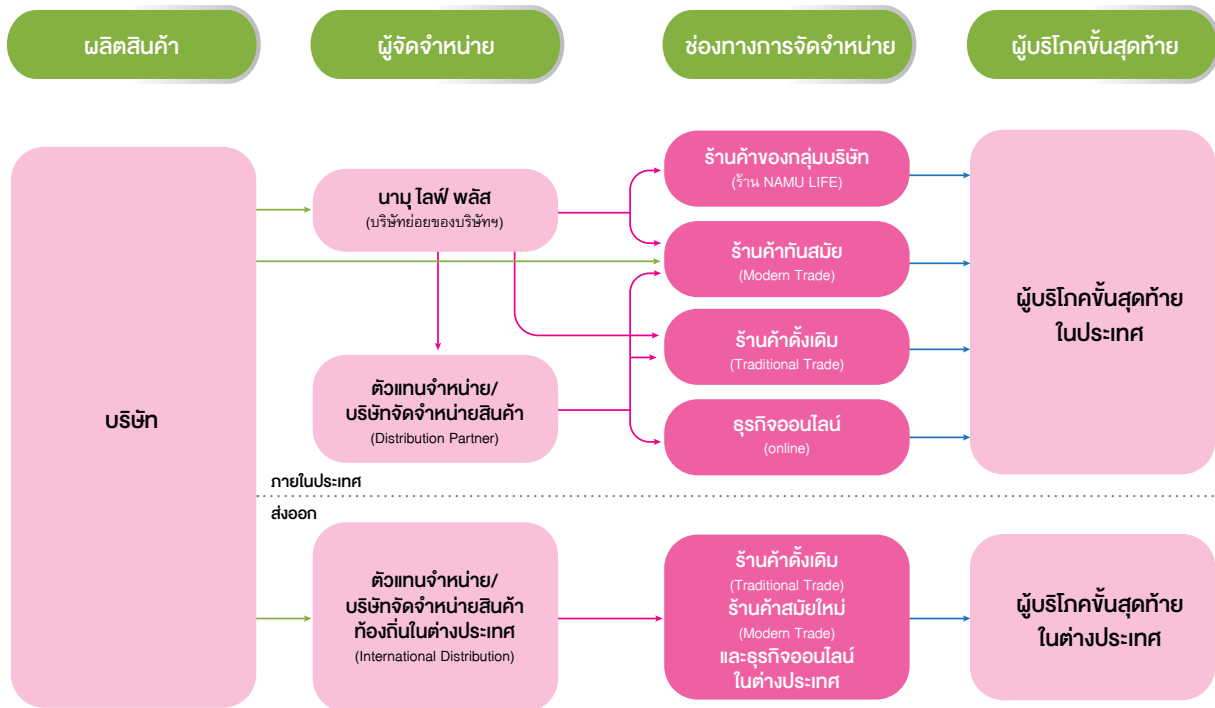 ผลิตสินค้า
ผู้จัดจำหน่าย
ช่องทางการจัดจำหน่าย
ผู้บริโภคขั้นสุดท้าย
บริษัท
นามุ ไลฟ์ พลัส
(บริษัทย่อยของบริษัทฯ)
ตัวแทนจำหน่าย/
บริษัทจัดจำหน่ายสินค้า
(Distribution Partner)
ร้านค้าของกลุ่มบริษัท
(ร้าน NAMU LIFE)
ร้านค้าทันสมัย
(Modern Trade)
ร้านค้าดั้งเดิม
(Traditional Trade)
ธุรกิจออนไลน์
(online)
ผู้บริโภคขั้นสุดท้าย
ในประเทศ
ภายในประเทศ
ส่งออก
ตัวแทนจำหน่าย/
บริษัทจัดจำหน่ายสินค้า
ท้องถิ่นในต่างประเทศ
(International Distribution)
ร้านค้าดั้งเดิม
(Traditional Trade)
ร้านค้าสมัยใหม่
(Modern Trade)
และธุรกิจออนไลน์
ในต่างประเทศ
ผู้บริโภคขั้นสุดท้าย
ในต่างประเทศ